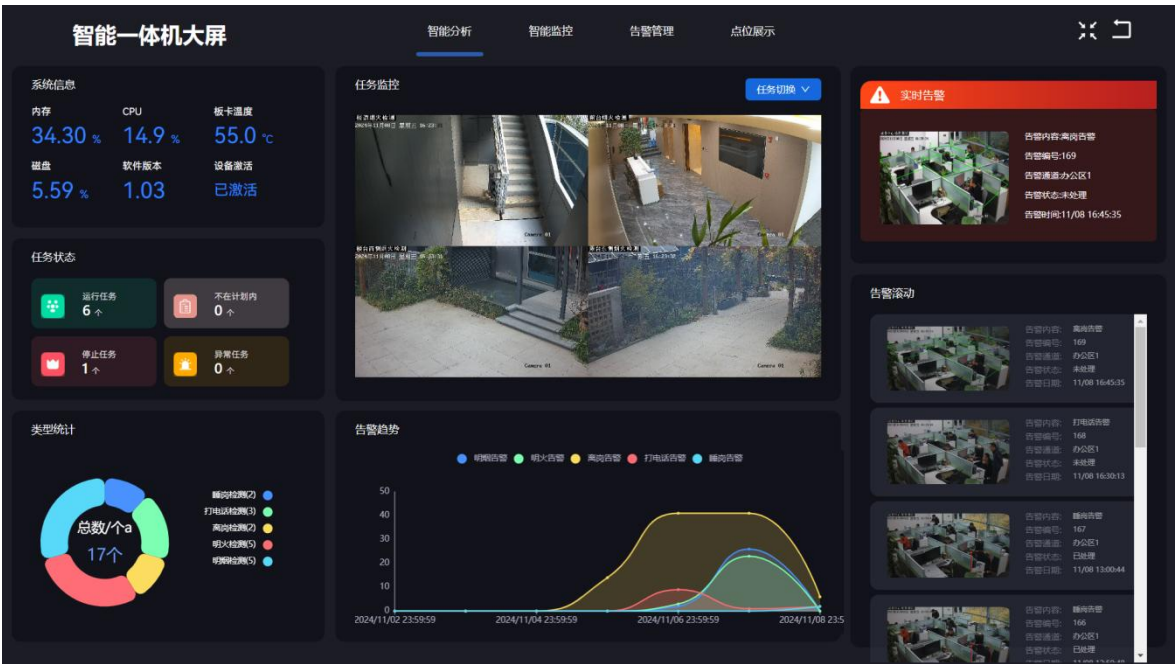 智能一体机大屏
智能分析 智能监控 告警管理 点位展示
系统信息
内存 CPU 板卡温度
34.30 % 14.9 % 55.0 ℃
磁盘 软件版本 设备激活
5.59 % 1.03 已激活
任务状态
运行任务
6 个
不在计划内
0 个
停止任务
1 个
异常任务
0 个
类型统计
总数/个a
17个
睡岗检测(2)
打电话检测(3)
离岗检测(2)
明火检测(5)
明烟检测(5)
任务监控
任务切换
Camera 01
Camera 01
Camera 01
Camera 01
告警趋势
明烟告警 明火告警 离岗告警 打电话告警 睡岗告警
50
40
30
20
10
0
2024/11/02 23:59:59 2024/11/04 23:59:59 2024/11/06 23:59:59 2024/11/08 23:5
实时告警
告警内容:离岗告警
告警编号:169
告警通道:办公区1
告警状态:未处理
告警时间:11/08 16:45:35
告警滚动
告警内容: 离岗告警
告警编号: 169
告警通道: 办公区1
告警状态: 未处理
告警日期: 11/08 16:45:35
告警内容: 打电话告警
告警编号: 168
告警通道: 办公区1
告警状态: 未处理
告警日期: 11/08 16:30:13
告警内容: 睡岗告警
告警编号: 167
告警通道: 办公区1
告警状态: 已处理
告警日期: 11/08 13:00:44
告警内容: 睡岗告警
告警编号: 166
告警通道: 办公区1
告警状态: 已处理